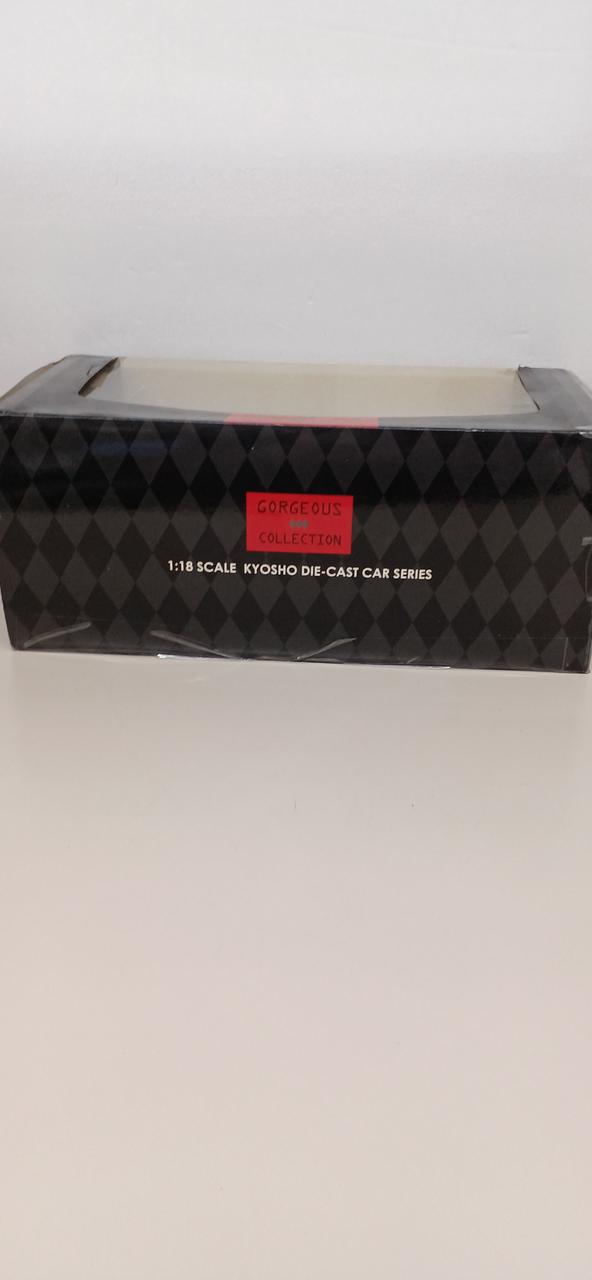 GORGEOUS
COLLECTION
1:18 SCALE KYOSHO DIE-CAST CAR SERIES